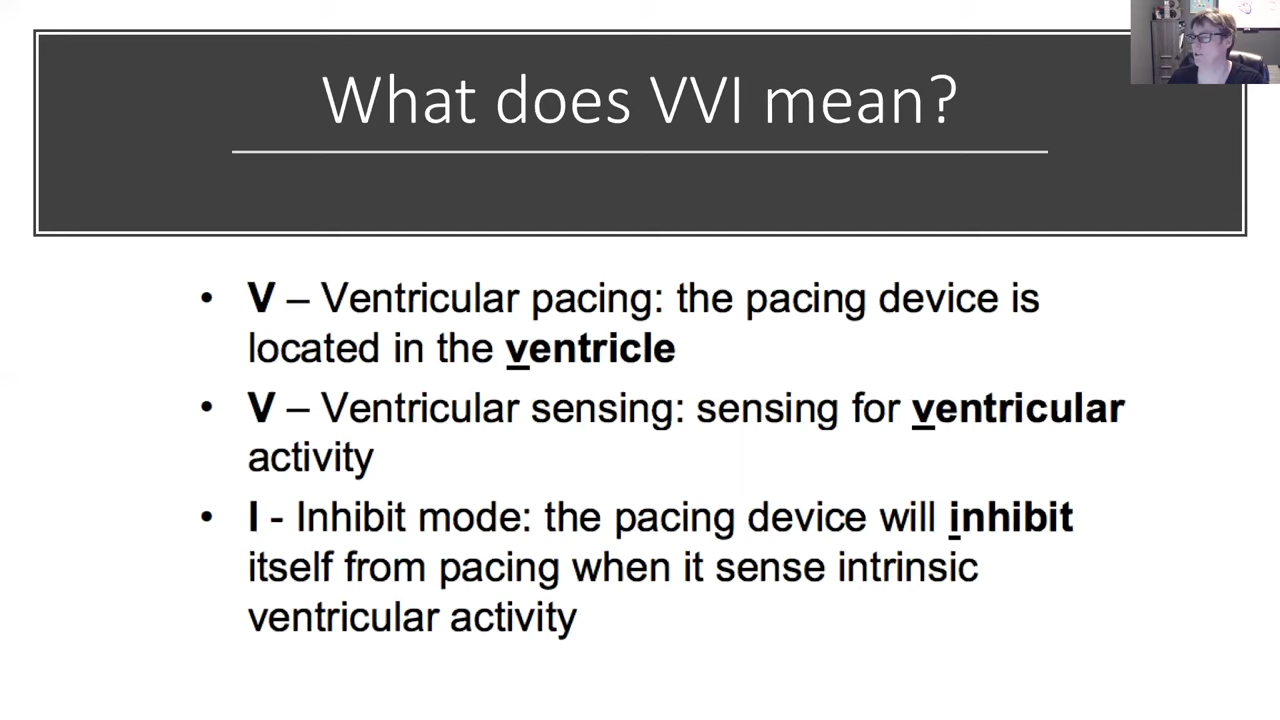 What does VVI mean?
• V – Ventricular pacing: the pacing device is
located in the ventricle
• V – Ventricular sensing: sensing for ventricular
activity
• I - Inhibit mode: the pacing device will inhibit
itself from pacing when it sense intrinsic
ventricular activity